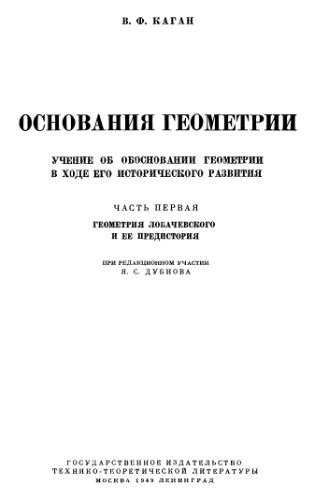 В. Ф. КАГАН
ОСНОВАНИЯ ГЕОМЕТРИИ
УЧЕНИЕ ОБ ОБОСНОВАНИИ ГЕОМЕТРИИ
В ХОДЕ ЕГО ИСТОРИЧЕСКОГО РАЗВИТИЯ
ЧАСТЬ ПЕРВАЯ
ГЕОМЕТРИЯ ЛОБАЧЕВСКОГО
И ЕЕ ПРЕДИСТОРИЯ
ПРИ РЕДАКЦИОННОМ УЧАСТИИ
Я. С. ДУБНОВА
ГОСУДАРСТВЕННОЕ ИЗДАТЕЛЬСТВО
ТЕХНИКО-ТЕОРЕТИЧЕСКОЙ ЛИТЕРАТУРЫ
МОСКВА 1949 ЛЕНИНГРАД